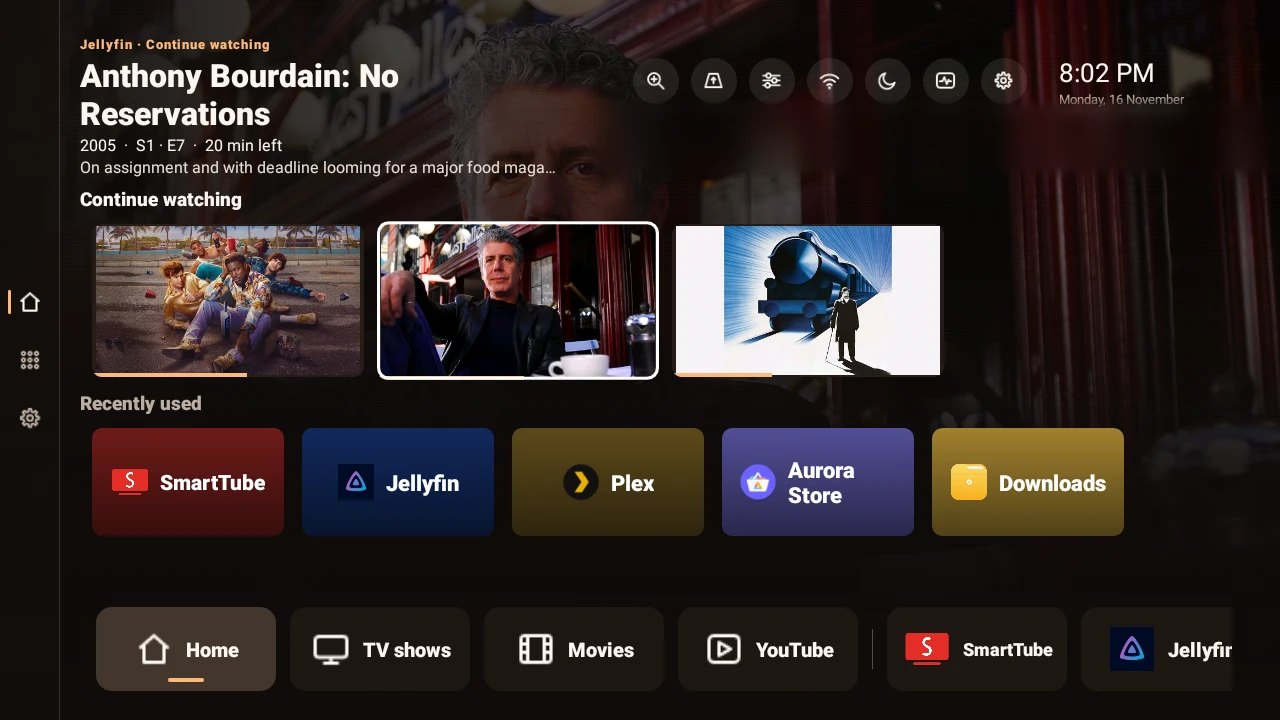 Jellyfin · Continue watching
Anthony Bourdain: No
Reservations
2005 · S1 · E7 · 20 min left
On assignment and with deadline looming for a major food maga…
8:02 PM
Monday, 16 November
Continue watching
Recently used
SmartTube
Jellyfin
Plex
Aurora
Store
Downloads
Home
TV shows
Movies
YouTube
SmartTube
Jellyfin